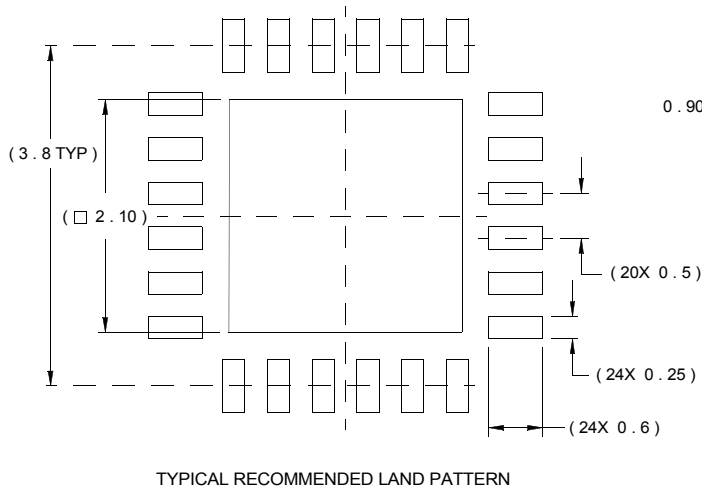 0.90
( 3 . 8 TYP )
( □ 2 . 10 )
( 20X 0 . 5 )
( 24X 0 . 25 )
( 24X 0 . 6 )
TYPICAL RECOMMENDED LAND PATTERN